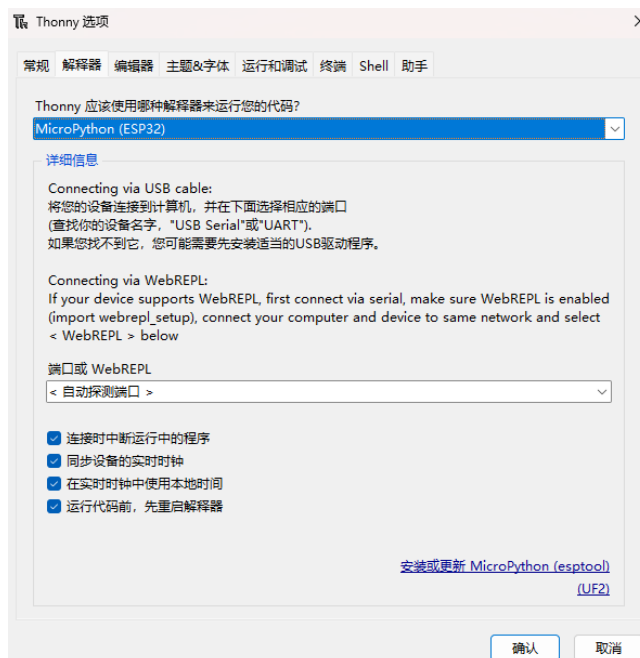 Thonny 选项
常规 解释器 编辑器 主题&字体 运行和调试 终端 Shell 助手
Thonny 应该使用哪种解释器来运行您的代码?
MicroPython (ESP32)
详细信息
Connecting via USB cable:
将您的设备连接到计算机，并在下面选择相应的端口
(查找你的设备名字，"USB Serial"或"UART").
如果您找不到它，您可能需要先安装适当的USB驱动程序。
Connecting via WebREPL:
If your device supports WebREPL, first connect via serial, make sure WebREPL is enabled
(import webrepl_setup), connect your computer and device to same network and select
< WebREPL > below
端口或 WebREPL
< 自动探测端口 >
连接时中断运行中的程序
同步设备的实时时钟
在实时时钟中使用本地时间
运行代码前，先重启解释器
安装或更新 MicroPython (esptool)
(UF2)
确认 取消